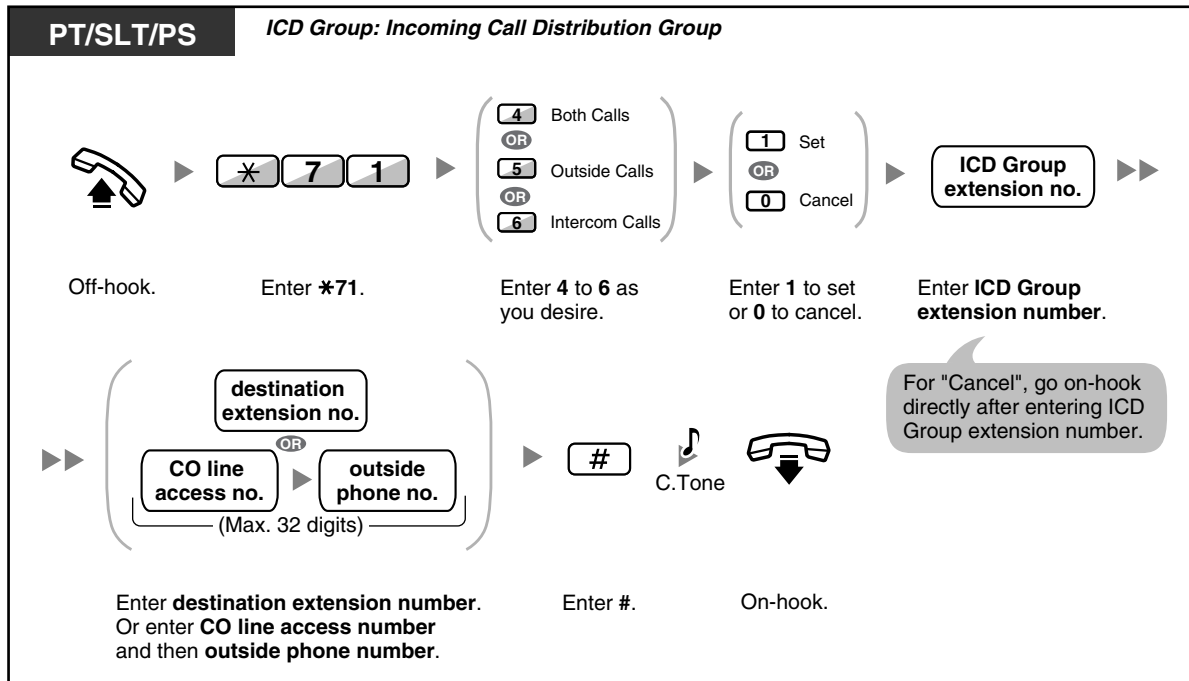 PT/SLT/PS
ICD Group: Incoming Call Distribution Group
✳ 7 1
4 Both Calls
OR
5 Outside Calls
OR
6 Intercom Calls
1 Set
OR
0 Cancel
ICD Group
extension no.
Off-hook.
Enter ✳71.
Enter 4 to 6 as
you desire.
Enter 1 to set
or 0 to cancel.
Enter ICD Group
extension number.
For "Cancel", go on-hook
directly after entering ICD
Group extension number.
destination
extension no.
OR
CO line
access no.
outside
phone no.
(Max. 32 digits)
#
C.Tone
Enter destination extension number.
Or enter CO line access number
and then outside phone number.
Enter #.
On-hook.